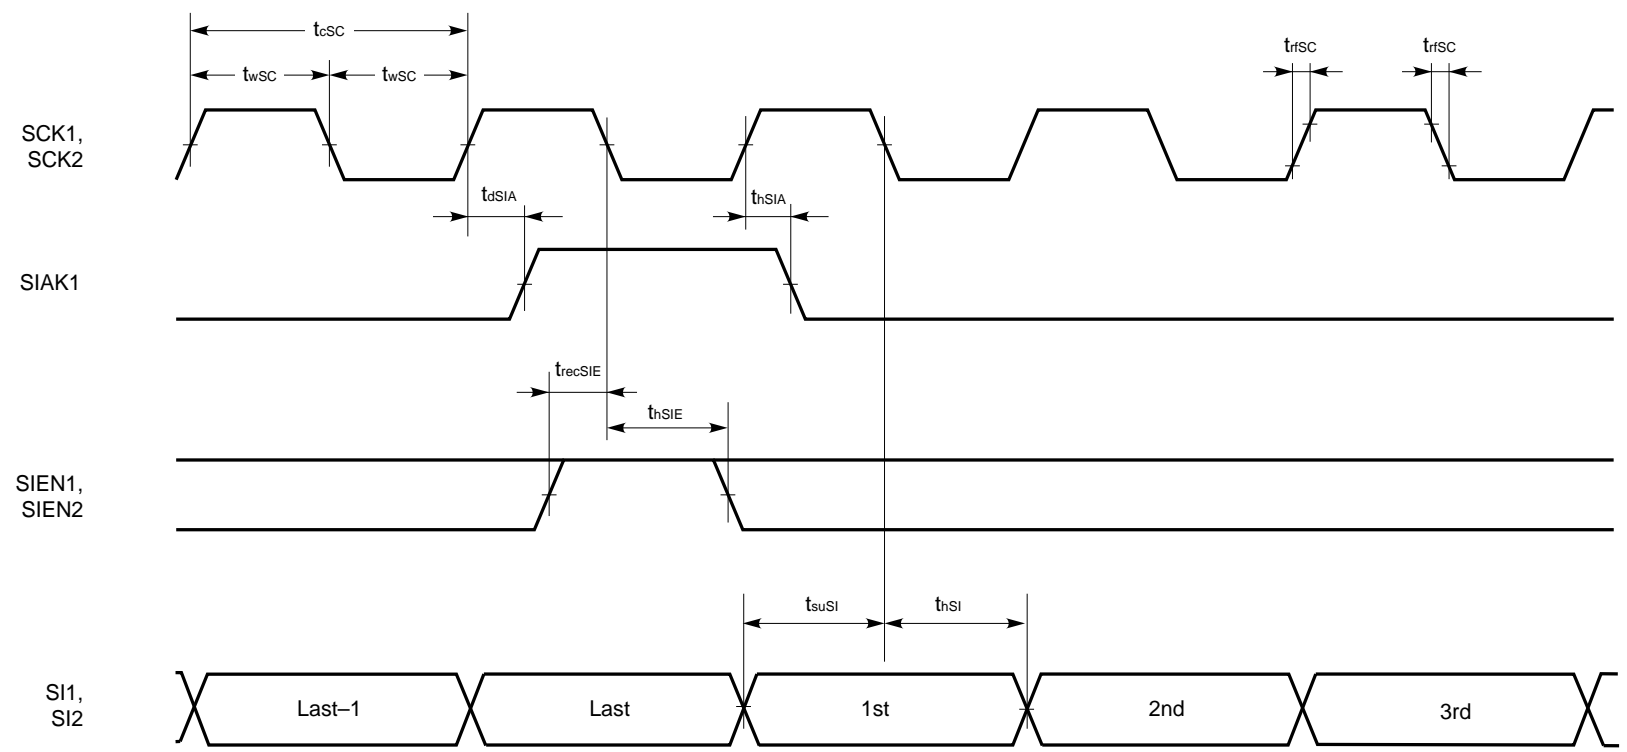 tcSC
twSC twSC
trfSC trfSC
SCK1,
SCK2
tdSIA
thSIA
SIAK1
trecSIE
thSIE
SIEN1,
SIEN2
tsuSI thSI
SI1,
SI2
Last–1 Last 1st 2nd 3rd